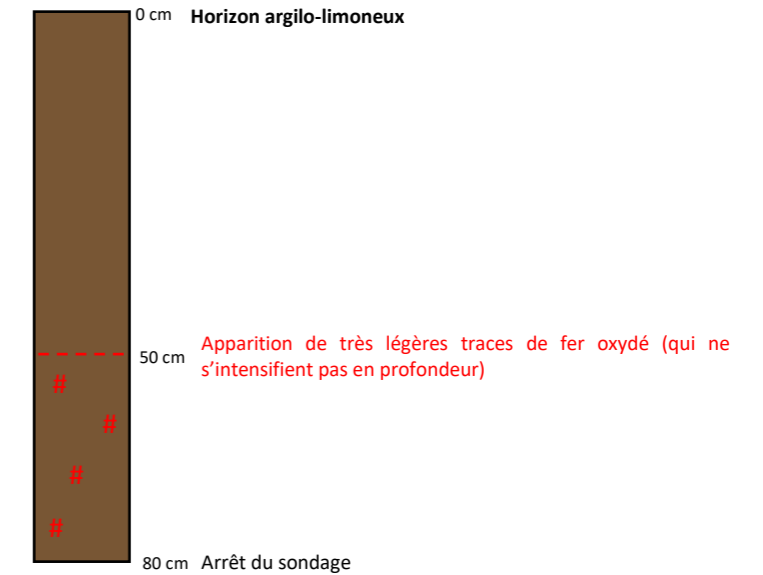 0 cm Horizon argilo-limoneux
Apparition de très légères traces de fer oxydé (qui ne
50 cm
s’intensifient pas en profondeur)
#
#
#
#
80 cm Arrêt du sondage